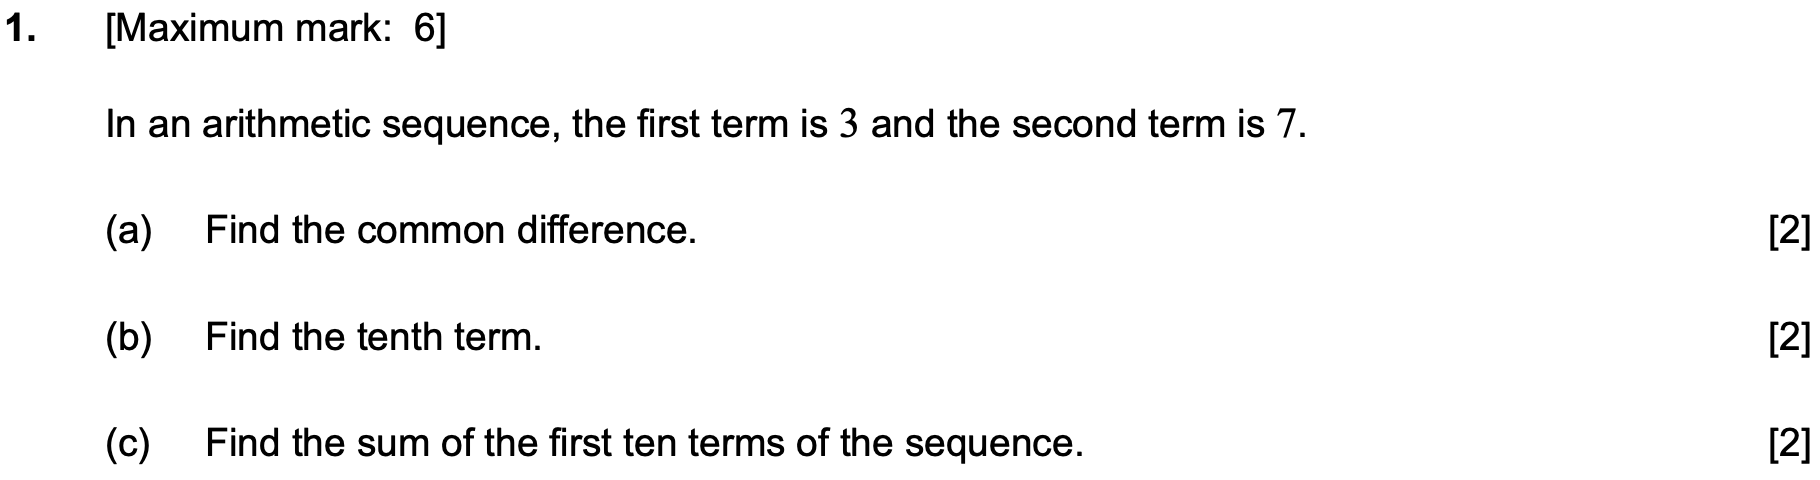 1. [Maximum mark: 6]
In an arithmetic sequence, the first term is 3 and the second term is 7.
(a) Find the common difference. [2]
(b) Find the tenth term. [2]
(c) Find the sum of the first ten terms of the sequence. [2]